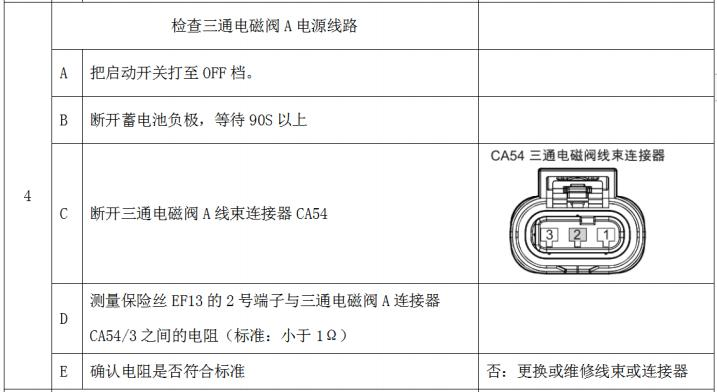 检查三通电磁阀 A 电源线路
4
A 把启动开关打至 OFF 档。
B 断开蓄电池负极，等待 90S 以上
CA54 三通电磁阀线束连接器
C 断开三通电磁阀 A 线束连接器 CA54
3 2 1
D 测量保险丝 EF13 的 2 号端子与三通电磁阀 A 连接器
CA54/3 之间的电阻（标准：小于 1Ω）
E 确认电阻是否符合标准 否：更换或维修线束或连接器